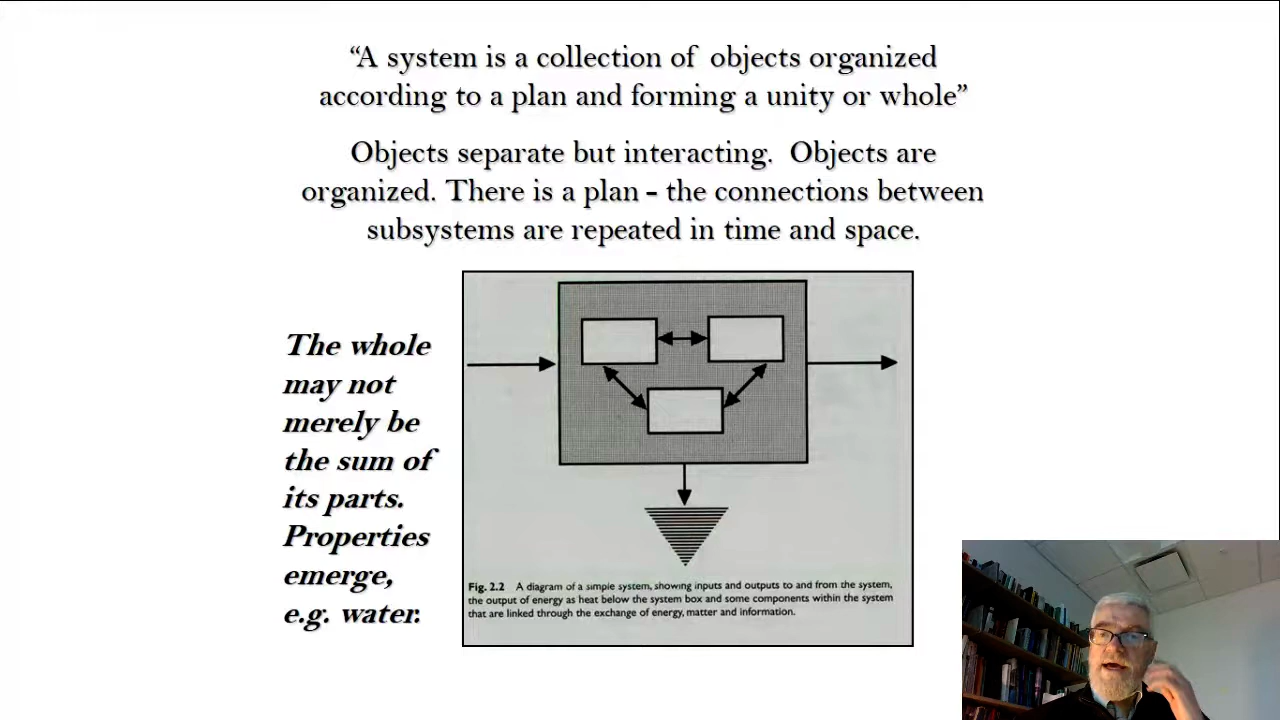 “A system is a collection of objects organized
according to a plan and forming a unity or whole”
Objects separate but interacting. Objects are
organized. There is a plan - the connections between
subsystems are repeated in time and space.
The whole
may not
merely be
the sum of
its parts.
Properties
emerge,
e.g. water.
Fig. 2.2 A diagram of a simple system, showing inputs and outputs to and from the system,
the output of energy as heat below the system box and some components within the system
that are linked through the exchange of energy, matter and information.